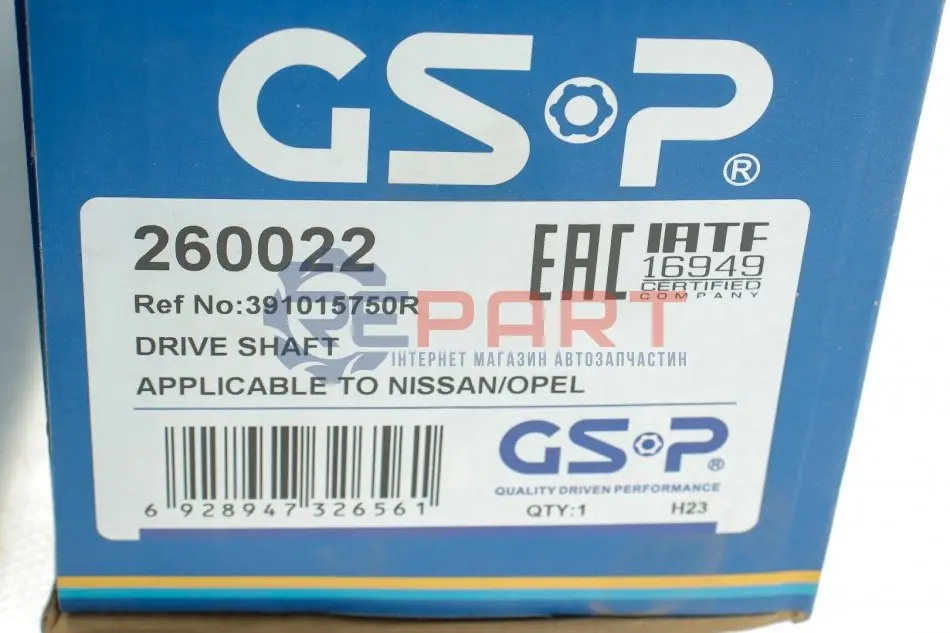 GSP®
260022
EAC
IATF
16949
CERTIFIED
COMPANY
Ref No:391015750R
REPART
ІНТЕРНЕТ МАГАЗИН АВТОЗАПЧАСТИН
DRIVE SHAFT
APPLICABLE TO NISSAN/OPEL
GSP®
QUALITY DRIVEN PERFORMANCE
6 928947 326561
QTY:1 H23